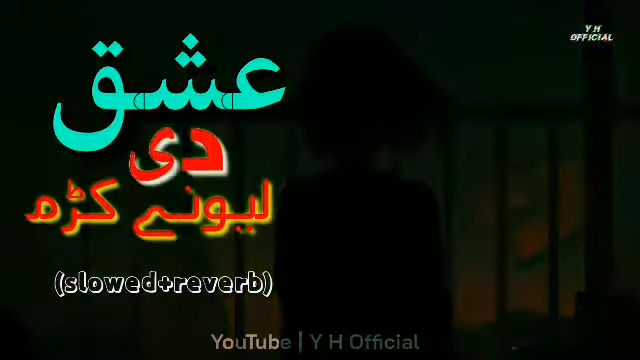 Y H
OFFICIAL
عشق
دی
لیونے کڑم
(slowed+reverb)
YouTube | Y H Official